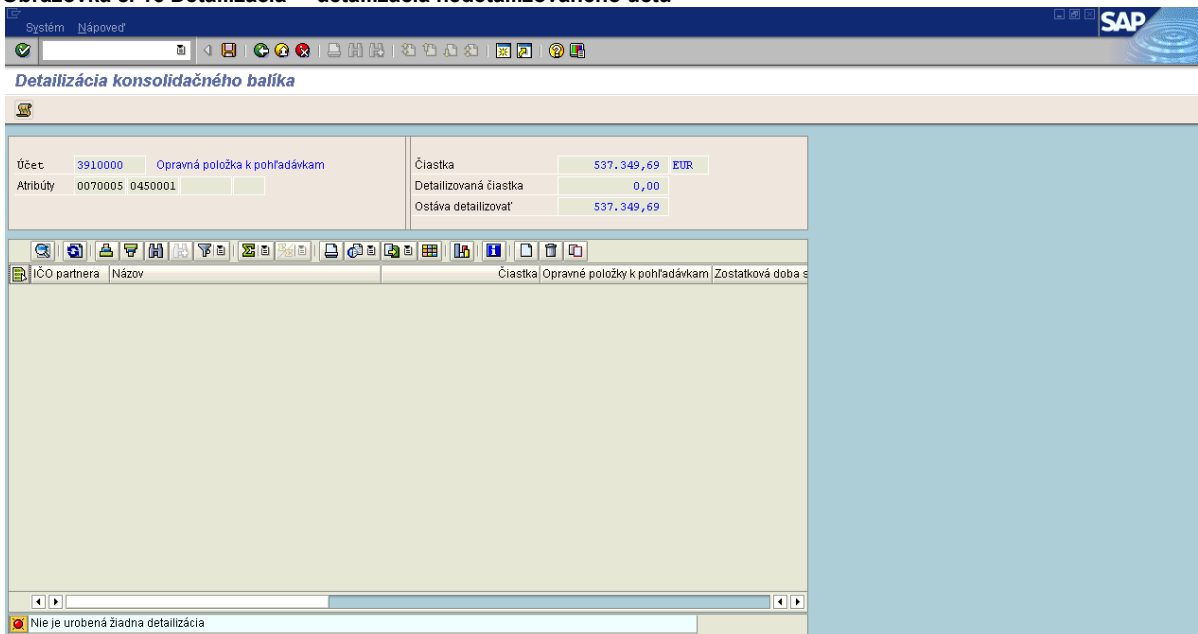 Systém Nápoveď
SAP
Detailizácia konsolidačného balíka
Účet 3910000 Opravná položka k pohľadávkam
Atribúty 0070005 0450001
Čiastka 537.349,69 EUR
Detailizovaná čiastka 0,00
Ostáva detailizovať 537.349,69
IČO partnera Názov Čiastka Opravné položky k pohľadávkam Zostatková doba s
Nie je urobená žiadna detailizácia